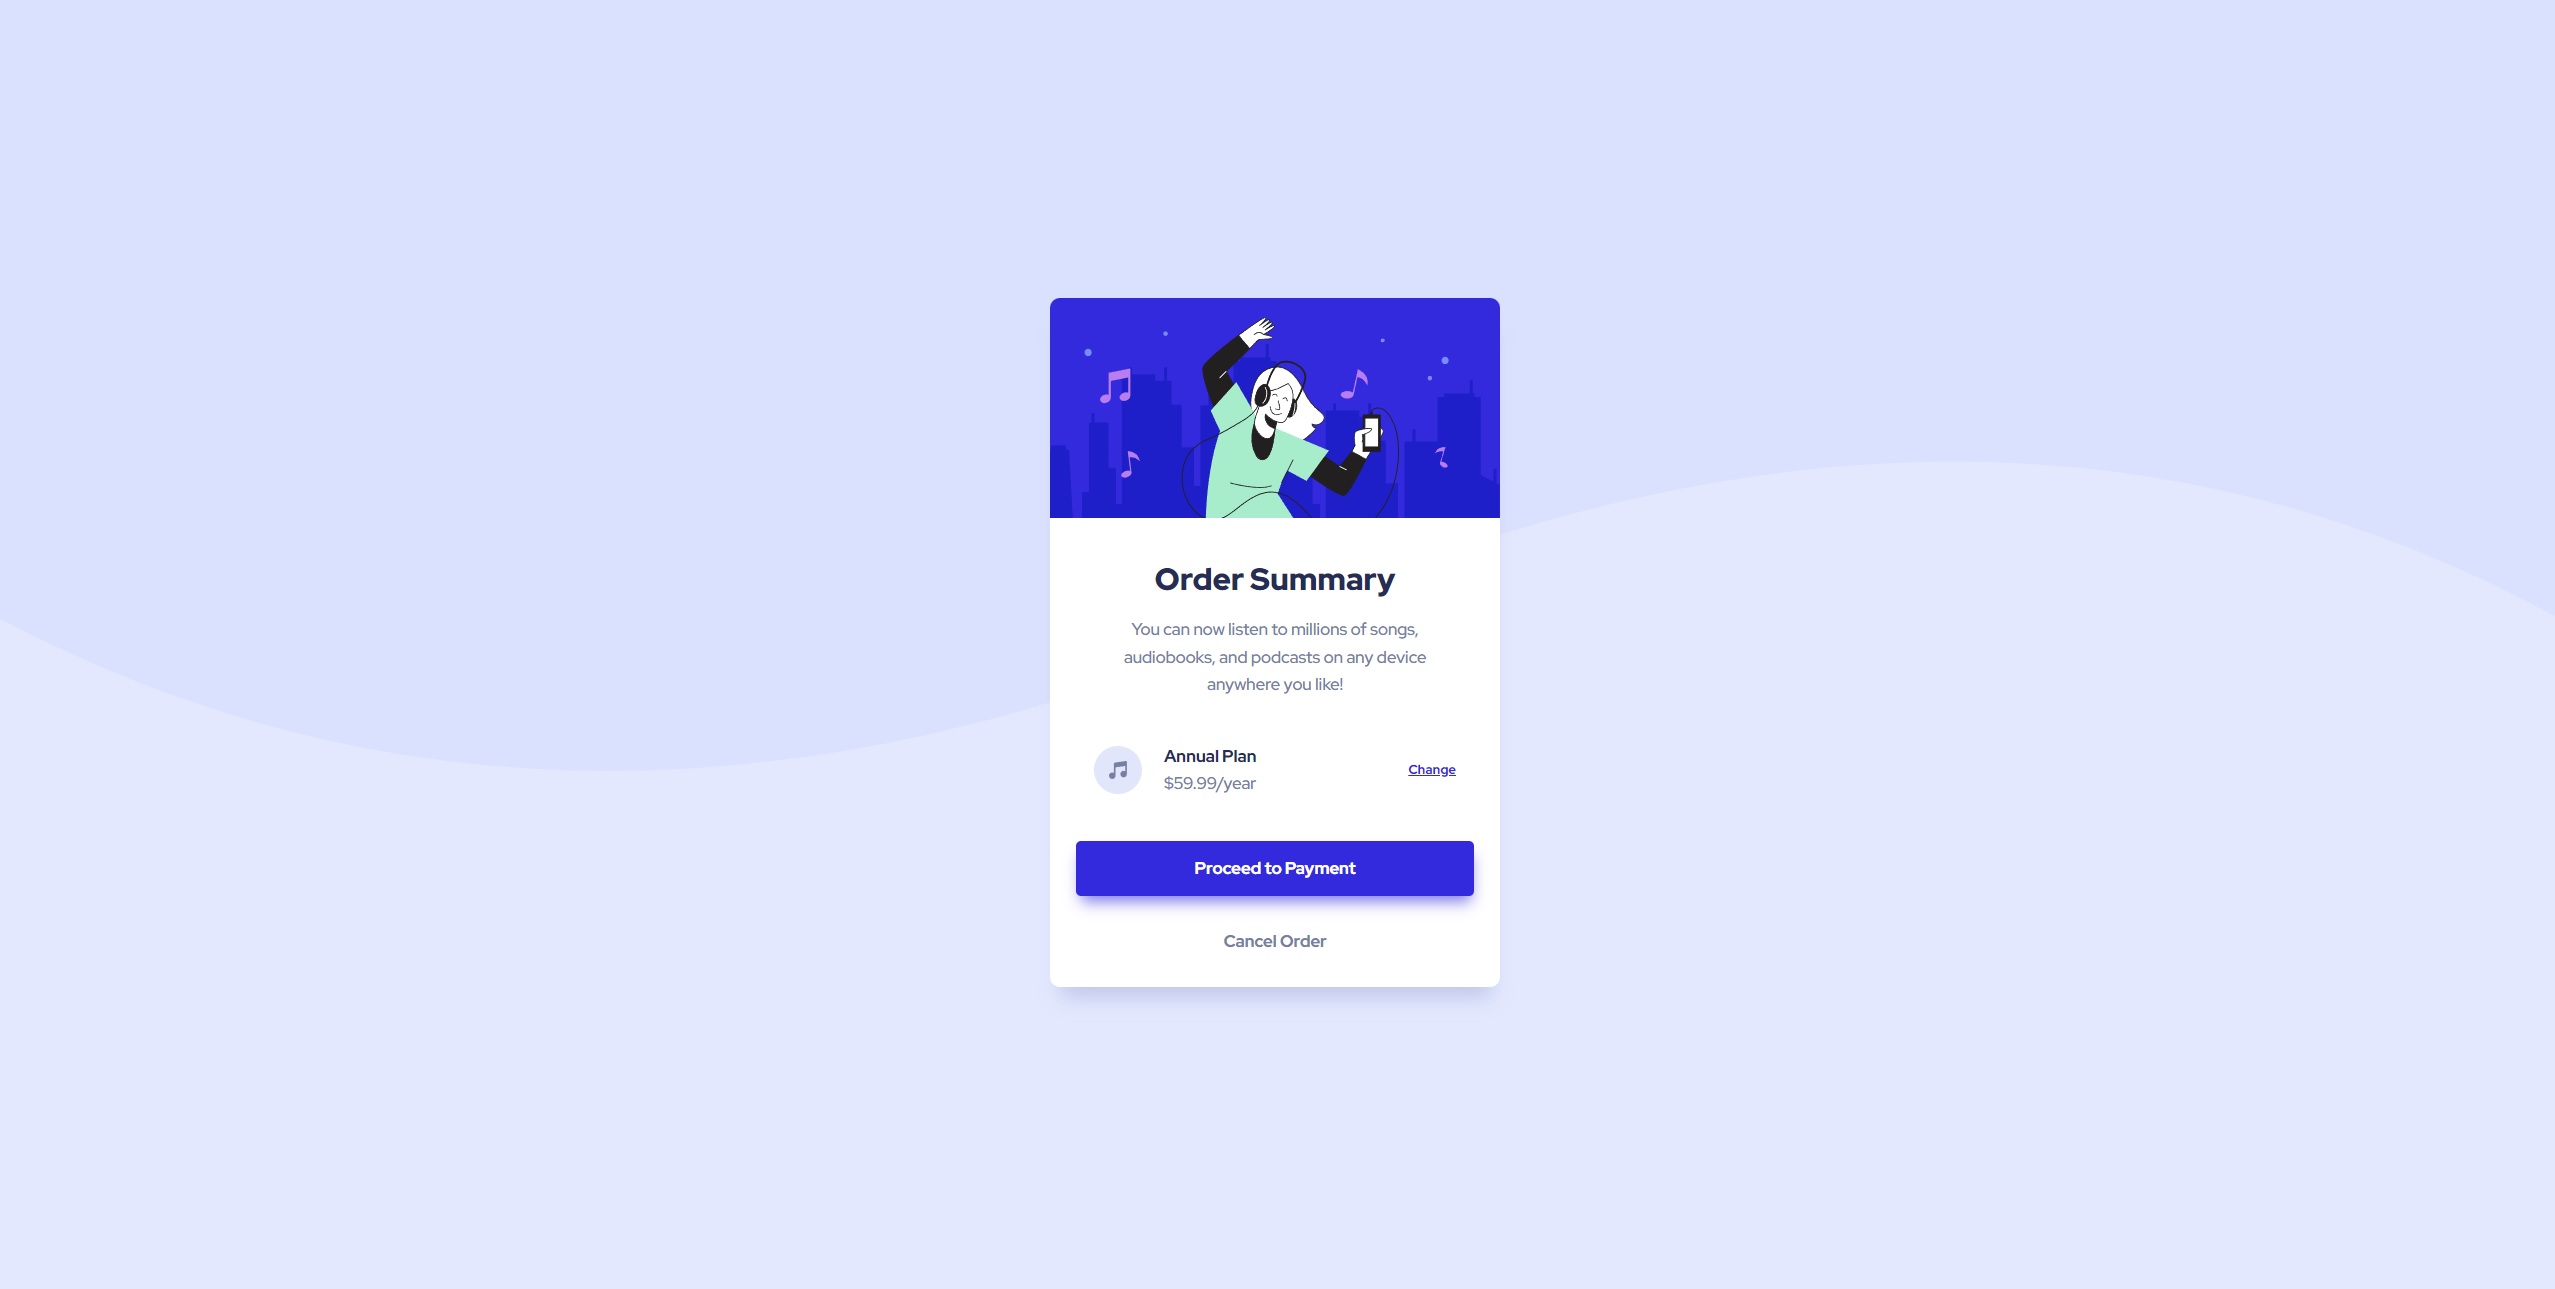 Order Summary
You can now listen to millions of songs,
audiobooks, and podcasts on any device
anywhere you like!
Annual Plan
$59.99/year
Change
Proceed to Payment
Cancel Order